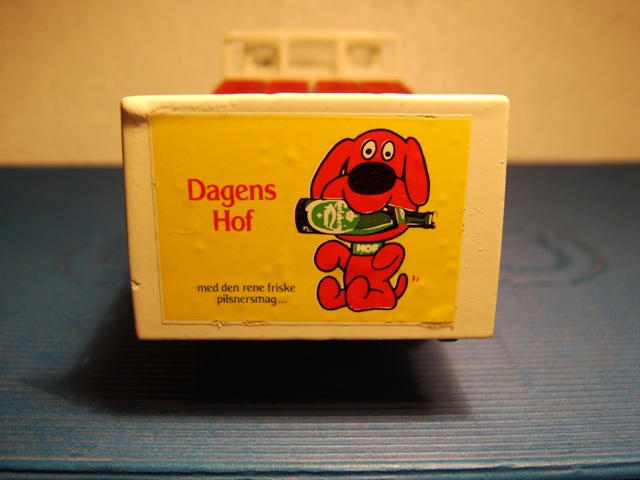 Dagens
Hof
med den rene friske
pilsnersmag...
HOF